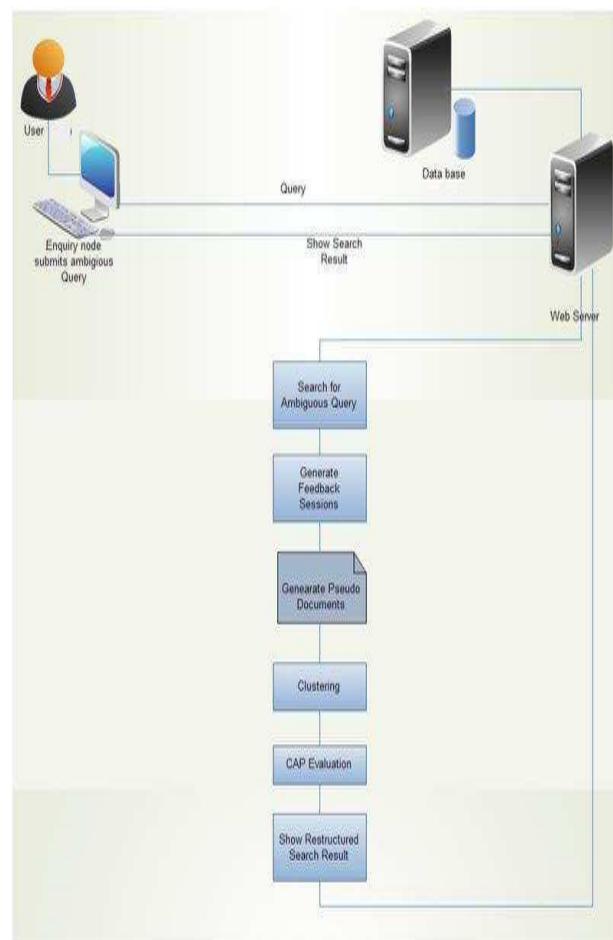 User
Data base
Query
Enquiry node
submits ambigious
Query
Show Search
Result
Web Server
Search for
Ambiguous Query
Generate
Feedback
Sessions
Genearate Pseudo
Documents
Clustering
CAP Evaluation
Show Restructured
Search Result